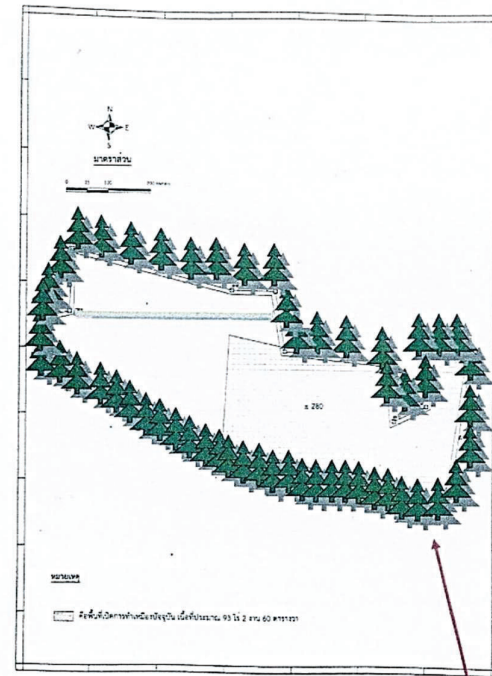 N
W E
S
มาตราส่วน
± 280
หมายเหตุ
คือพื้นที่เปิดการทำเหมืองปัจจุบัน เนื้อที่ประมาณ 93 ไร่ 2 งาน 60 ตารางวา